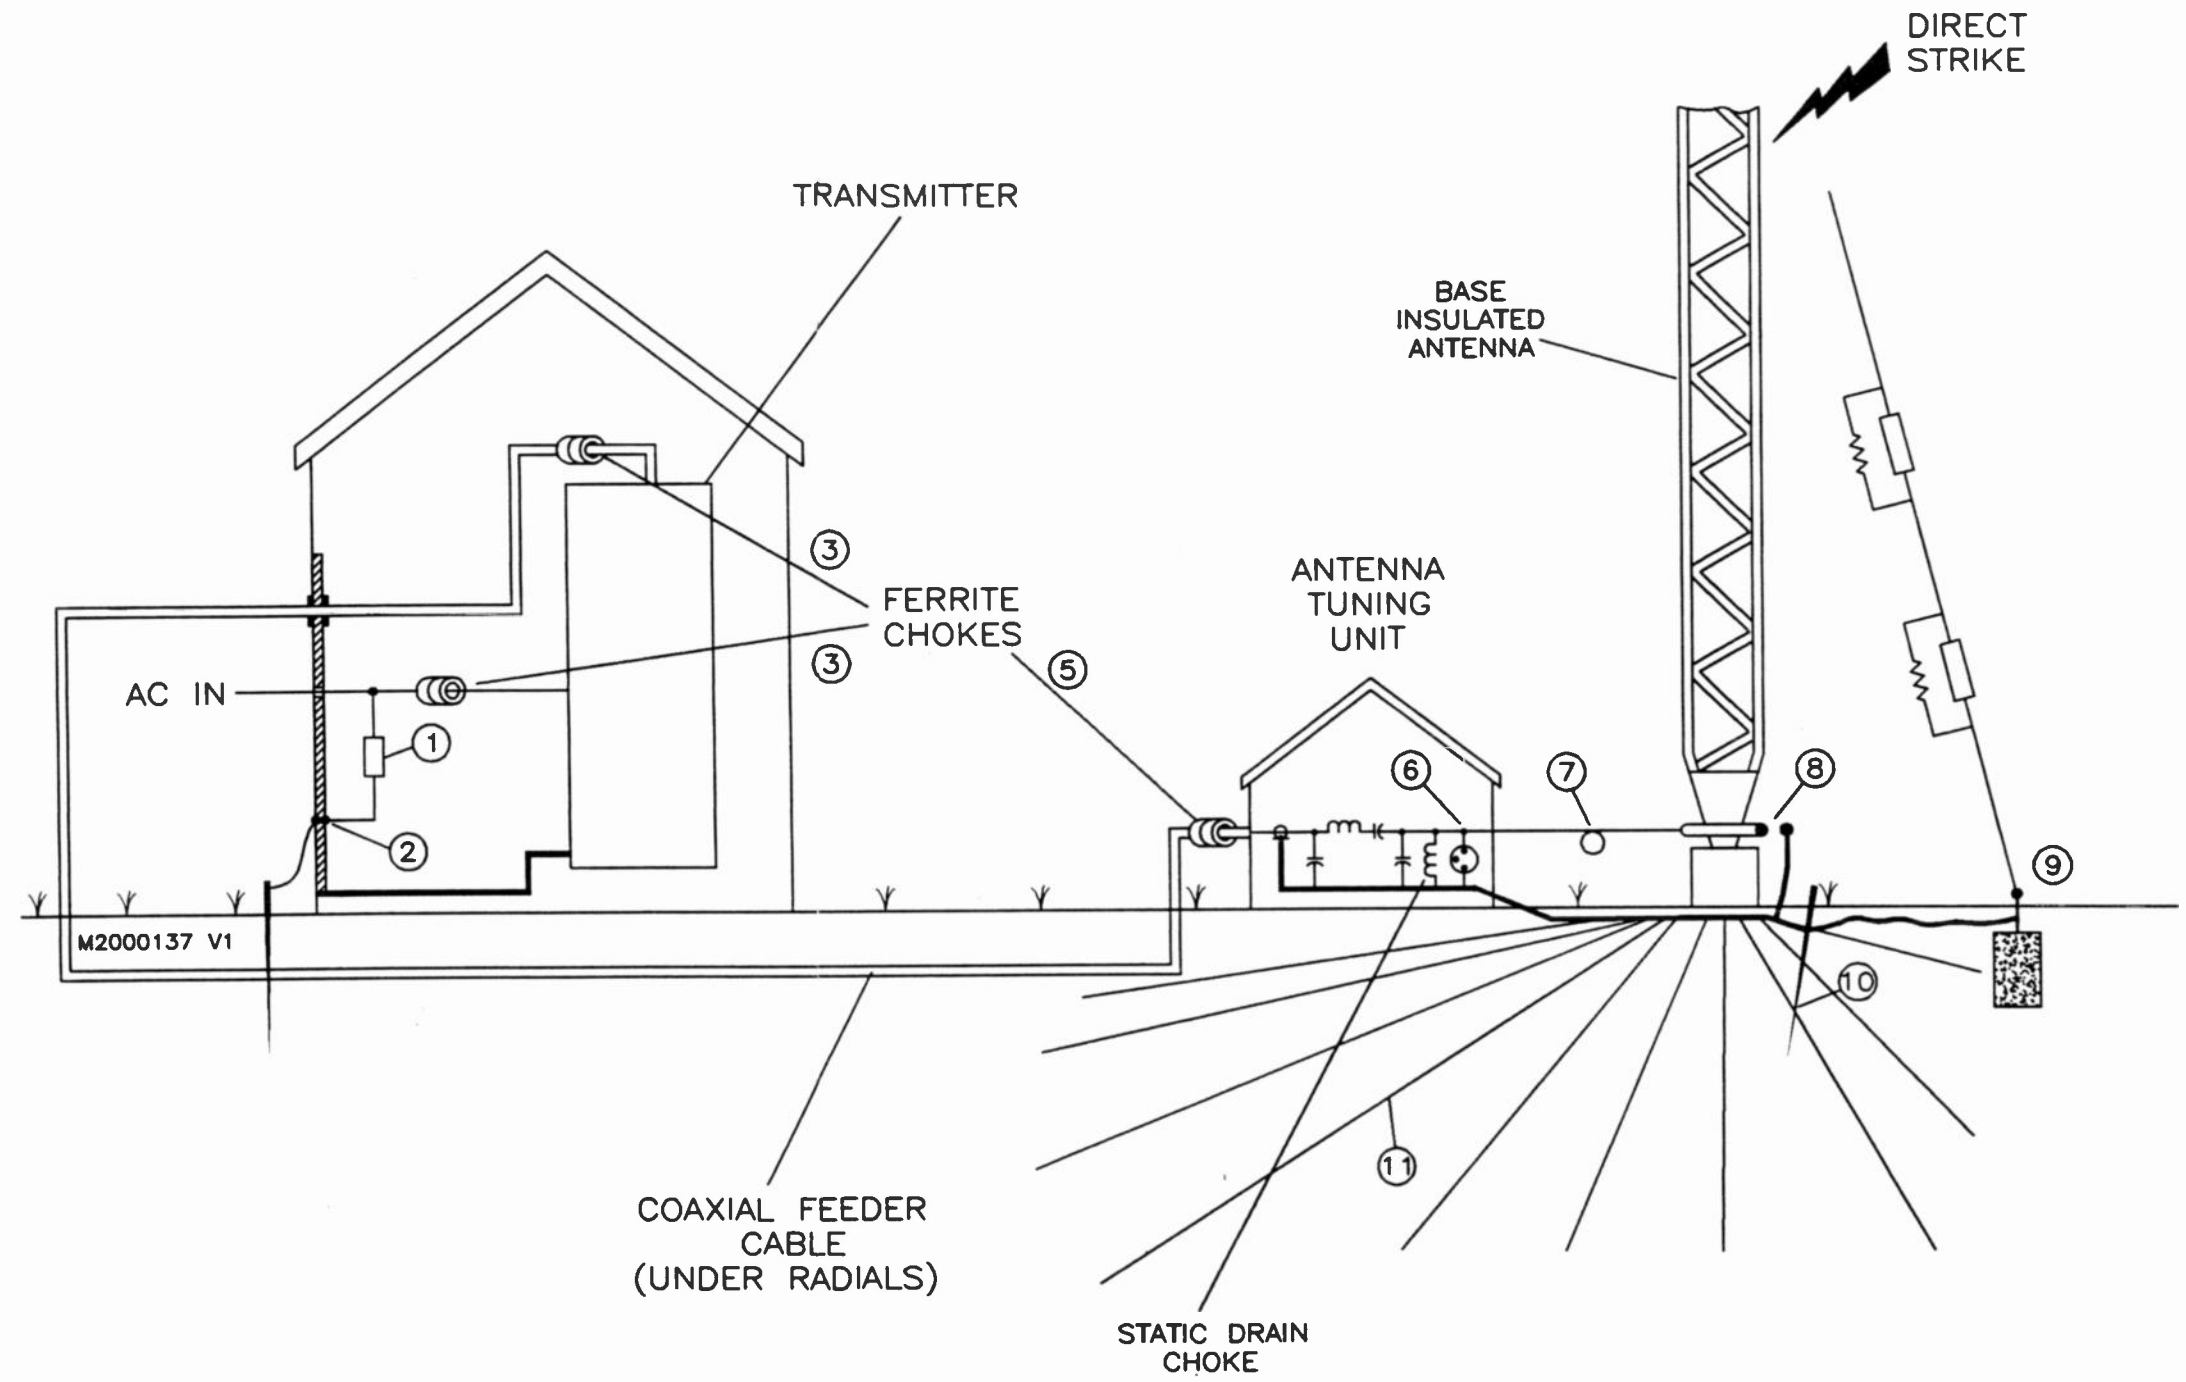 DIRECT
STRIKE
TRANSMITTER
BASE
INSULATED
ANTENNA
3
FERRITE
CHOKES
3
5
ANTENNA
TUNING
UNIT
AC IN
1
2
6
7
8
9
M2000137 V1
10
11
COAXIAL FEEDER
CABLE
(UNDER RADIALS)
STATIC DRAIN
CHOKE